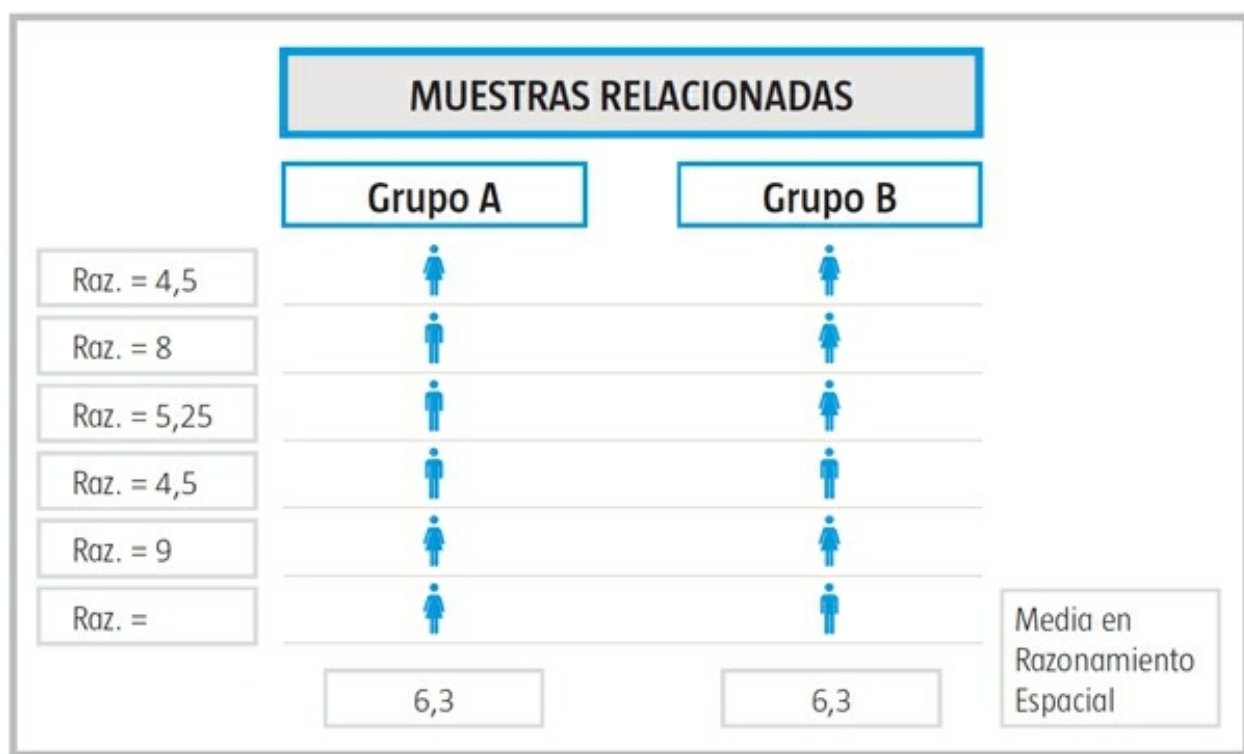 MUESTRAS RELACIONADAS
Grupo A
Grupo B
Raz. = 4,5
Raz. = 8
Raz. = 5,25
Raz. = 4,5
Raz. = 9
Raz. =
6,3
6,3
Media en
Razonamiento
Espacial